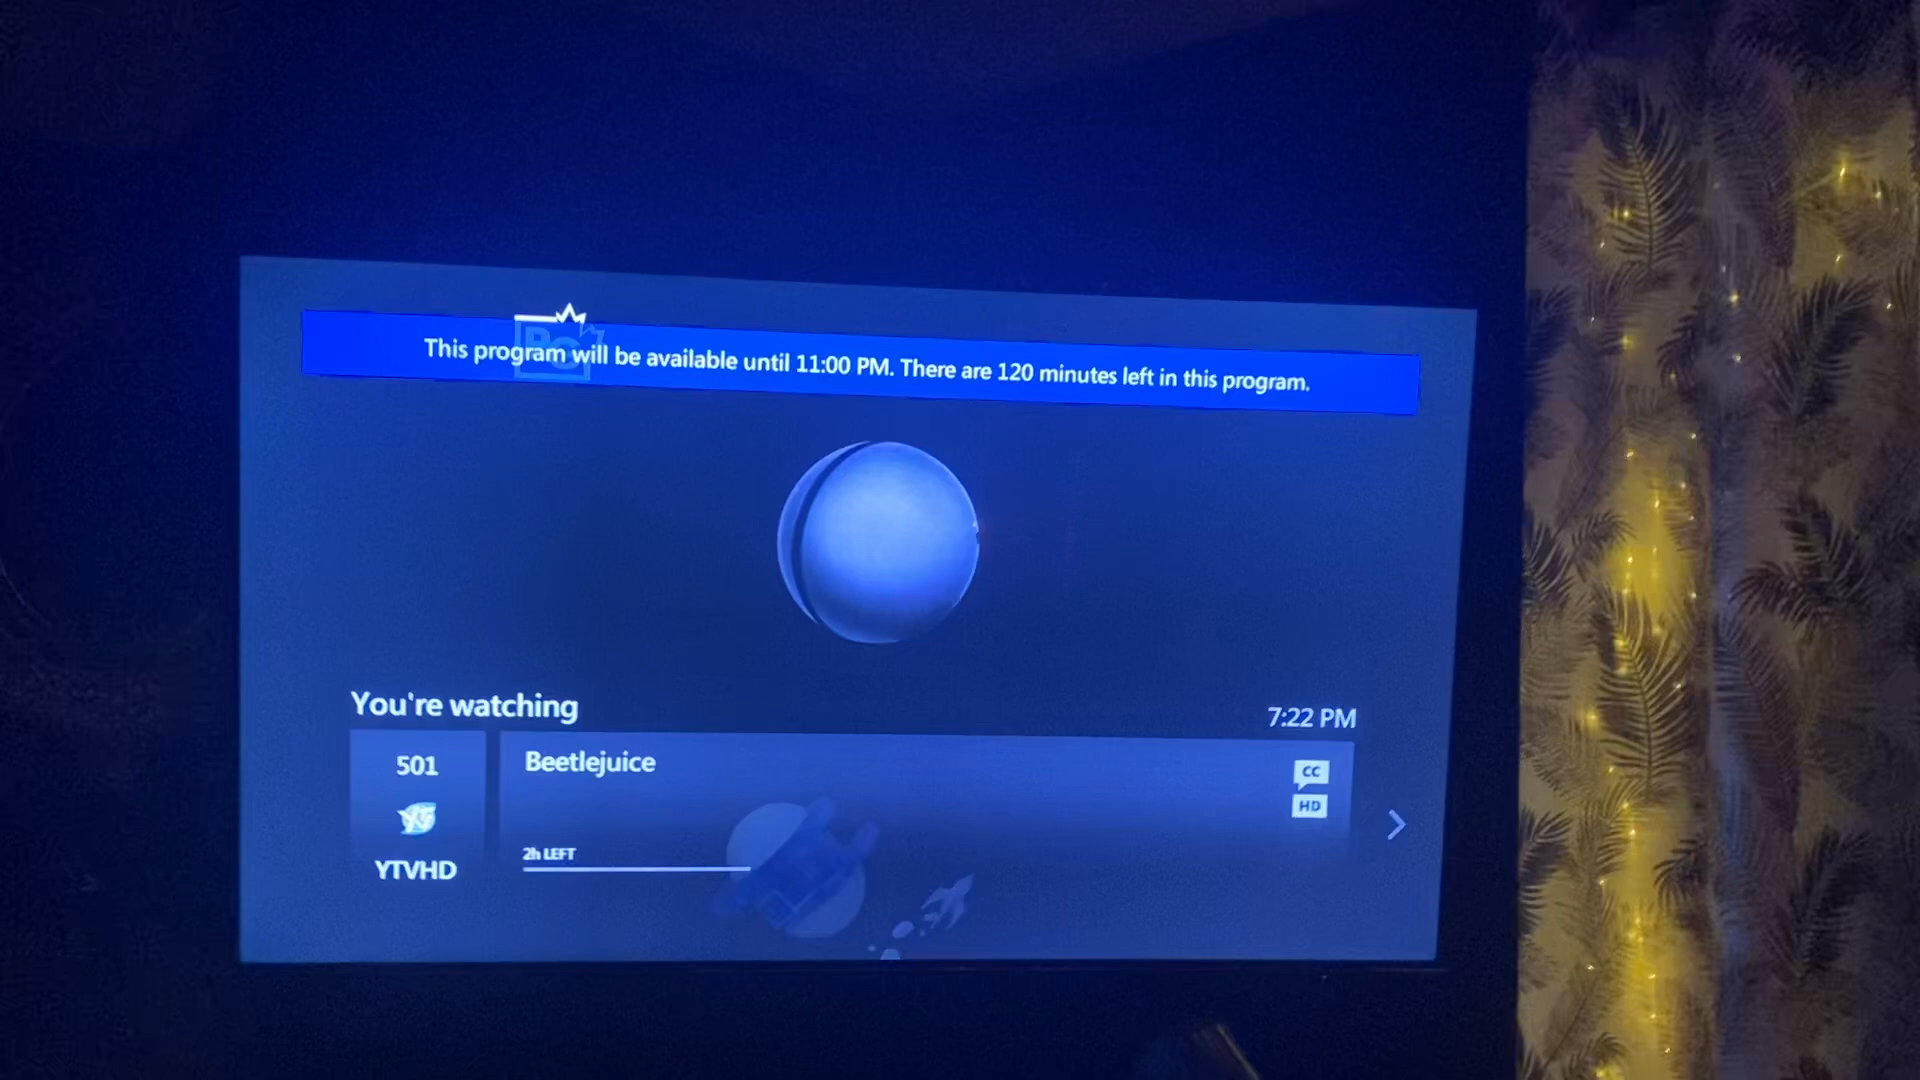 PG
This program will be available until 11:00 PM. There are 120 minutes left in this program.
You're watching
7:22 PM
501
YTVHD
Beetlejuice
2h LEFT
CC
HD